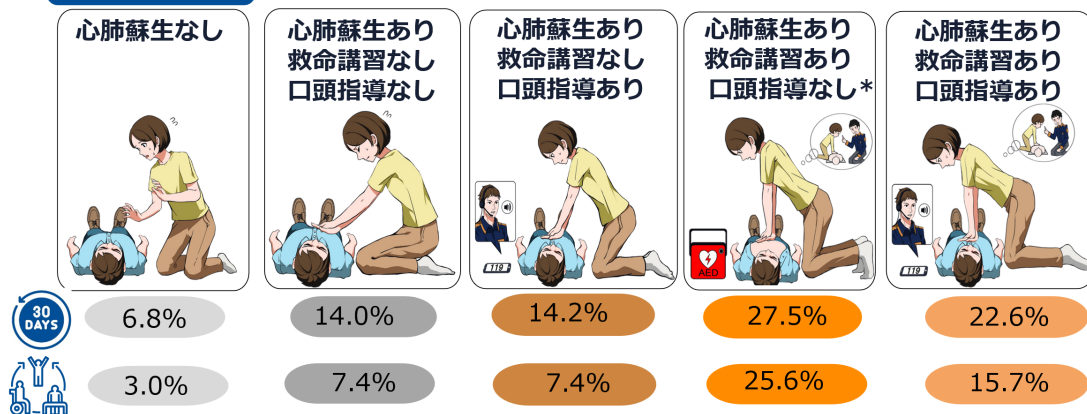 心肺蘇生なし
心肺蘇生あり
救命講習なし
口頭指導なし
心肺蘇生あり
救命講習なし
口頭指導あり
心肺蘇生あり
救命講習あり
口頭指導なし*
心肺蘇生あり
救命講習あり
口頭指導あり
119
AED
119
30
DAYS
6.8%
14.0%
14.2%
27.5%
22.6%
3.0%
7.4%
7.4%
25.6%
15.7%